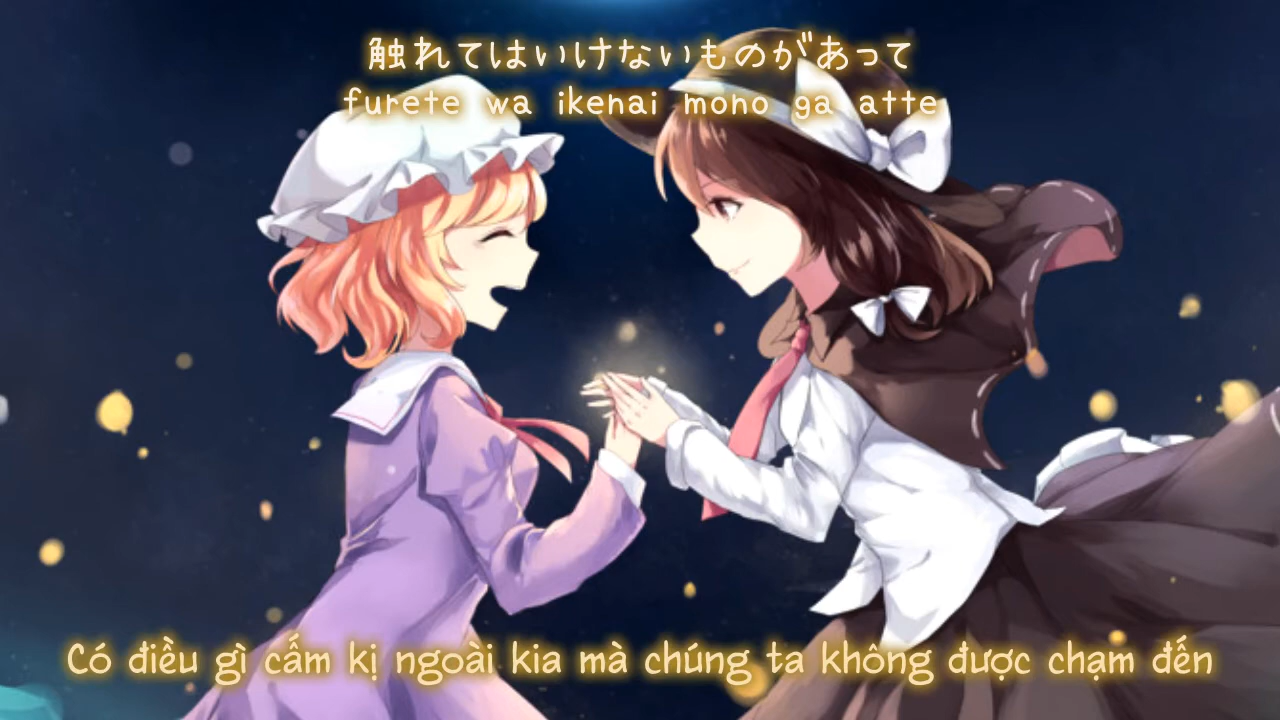 触れてはいけないものがあって
furete wa ikenai mono ga atte
Có điều gì cấm kị ngoài kia mà chúng ta không được chạm đến